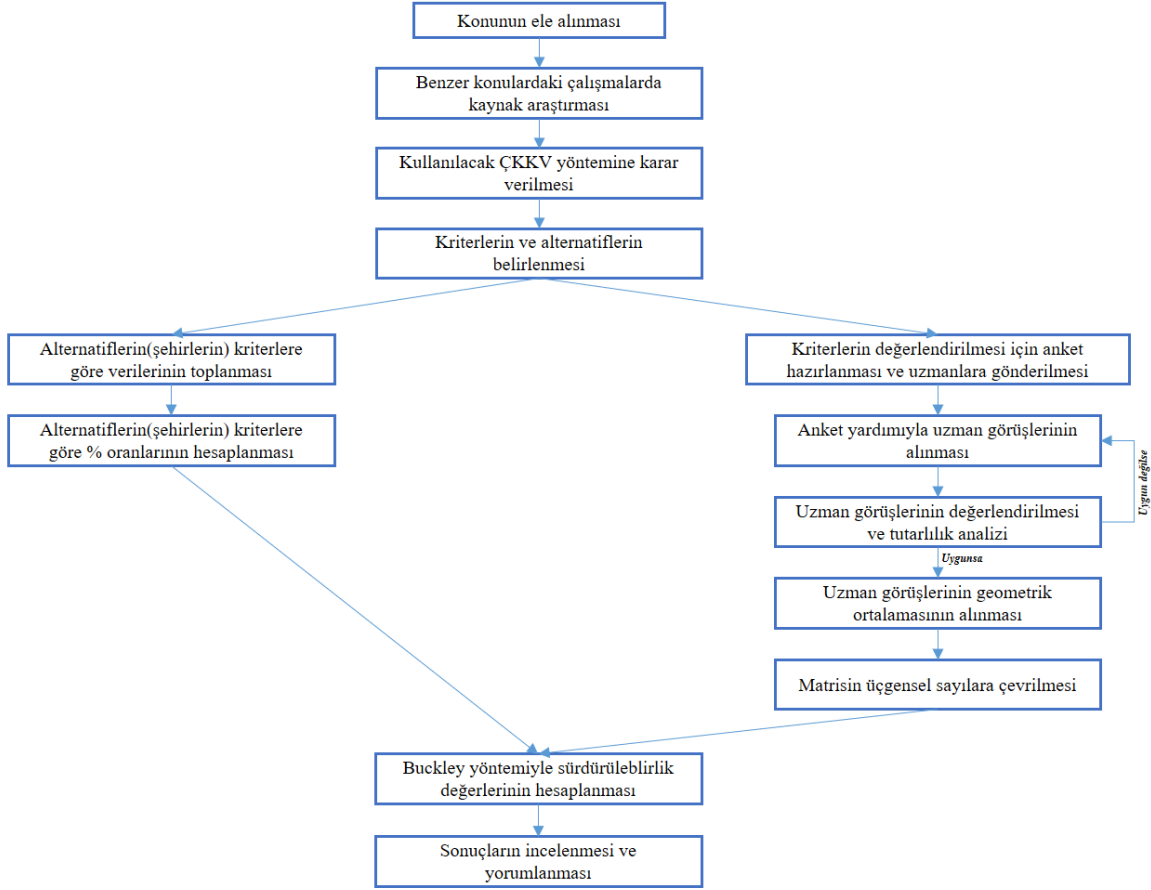 Konunun ele alınması
Benzer konulardaki çalışmalarda
kaynak araştırması
Kullanılacak ÇKKV yöntemine karar
verilmesi
Kriterlerin ve alternatiflerin
belirlenmesi
Alternatiflerin(şehirlerin) kriterlere
göre verilerinin toplanması
Alternatiflerin(şehirlerin) kriterlere
göre % oranlarının hesaplanması
Kriterlerin değerlendirilmesi için anket
hazırlanması ve uzmanlara gönderilmesi
Anket yardımıyla uzman görüşlerinin
alınması
Uygun değilse
Uzman görüşlerinin değerlendirilmesi
ve tutarlılık analizi
Uygunsa
Uzman görüşlerinin geometrik
ortalamasının alınması
Matrisin üçgensel sayılara çevrilmesi
Buckley yöntemiyle sürdürüleblirlik
değerlerinin hesaplanması
Sonuçların incelenmesi ve
yorumlanması